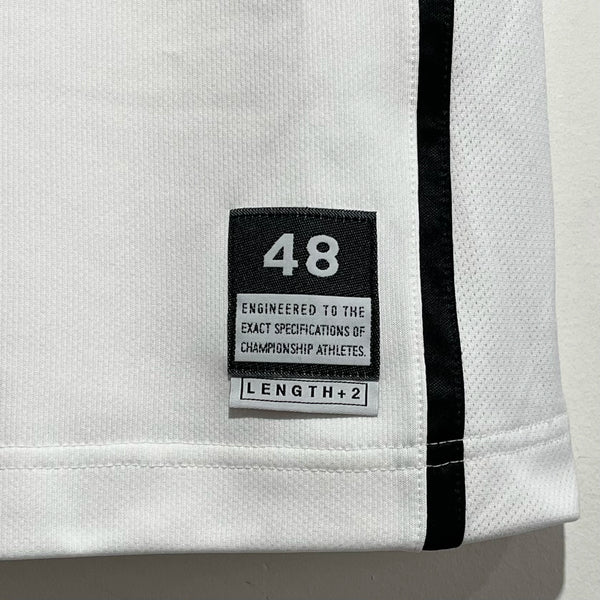 48
ENGINEERED TO THE
EXACT SPECIFICATIONS OF
CHAMPIONSHIP ATHLETES.
LENGTH+2